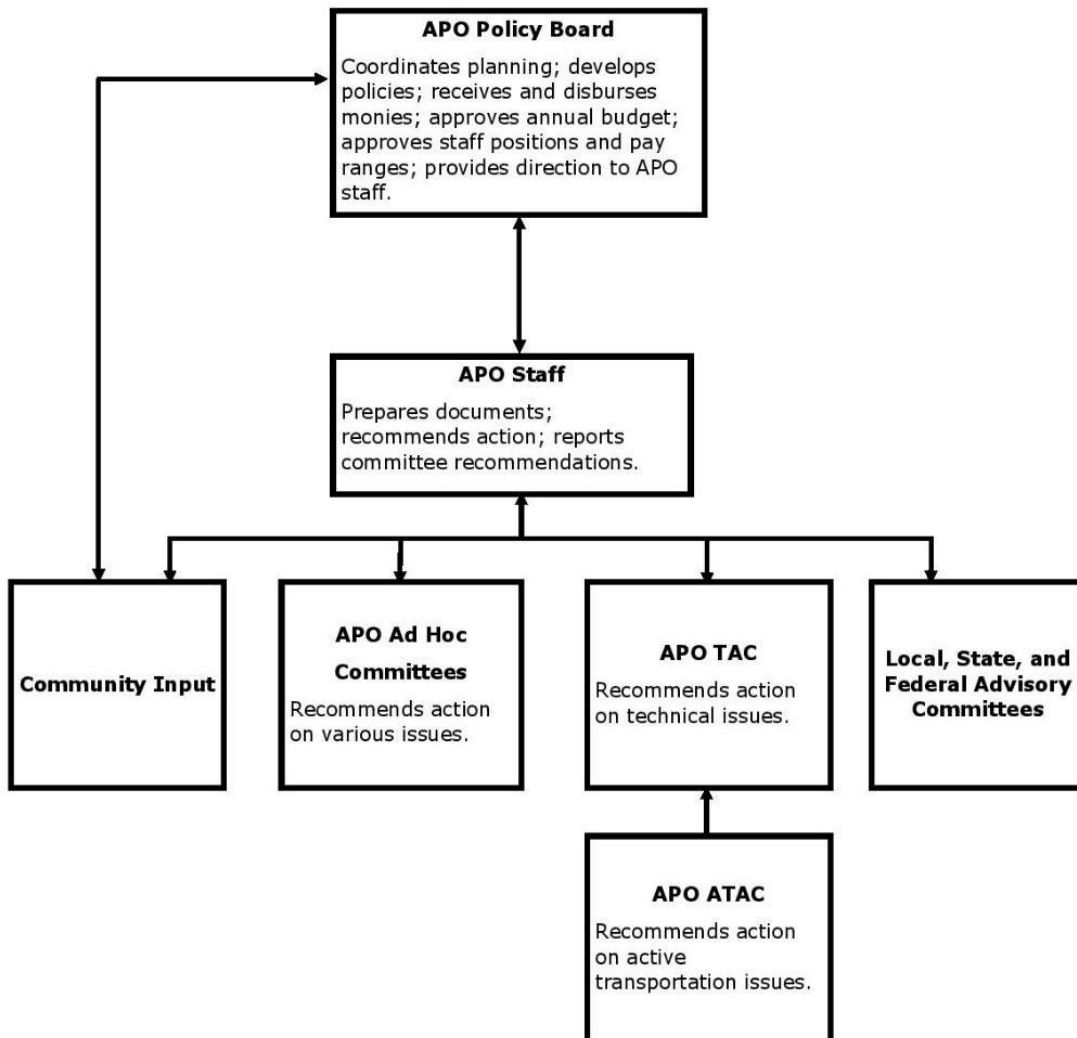 APO Policy Board
Coordinates planning; develops
policies; receives and disburses
monies; approves annual budget;
approves staff positions and pay
ranges; provides direction to APO
staff.
APO Staff
Prepares documents;
recommends action; reports
committee recommendations.
Community Input
APO Ad Hoc
Committees
Recommends action
on various issues.
APO TAC
Recommends action
on technical issues.
Local, State, and
Federal Advisory
Committees
APO ATAC
Recommends action
on active
transportation issues.